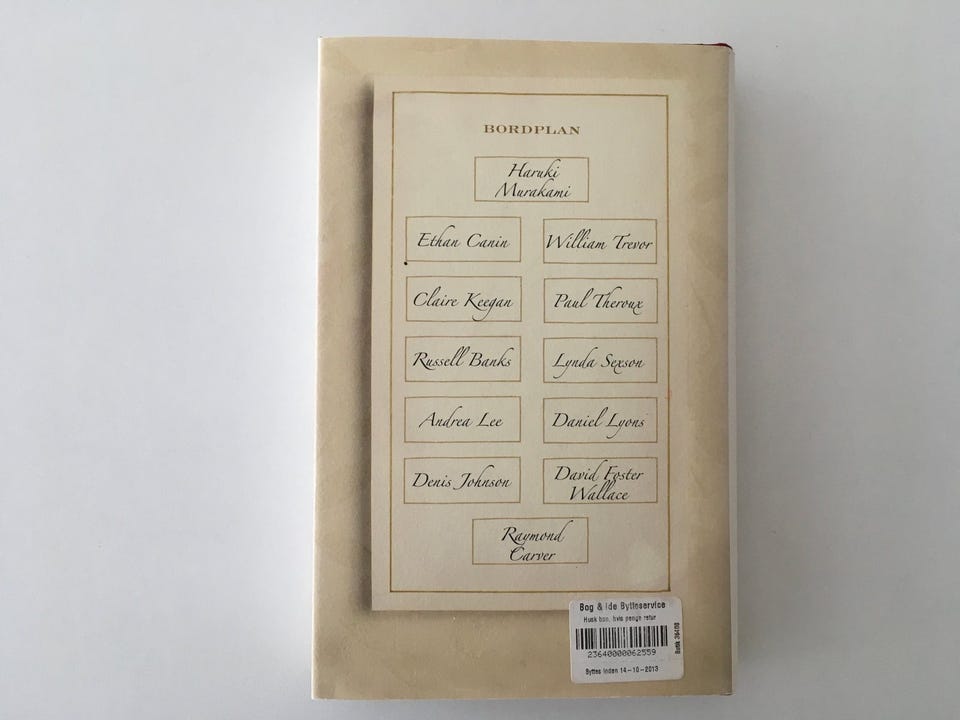 BORDPLAN
Haruki
Murakami
Ethan Canin
William Trevor
Claire Keegan
Paul Theroux
Russell Banks
Lynda Sexson
Andrea Lee
Daniel Lyons
Denis Johnson
David Foster
Wallace
Raymond
Carver
Bog & Ide Bytteservice
Husk bon, hvis penge retur
23640000062559
Byttes inden 14-10-2013